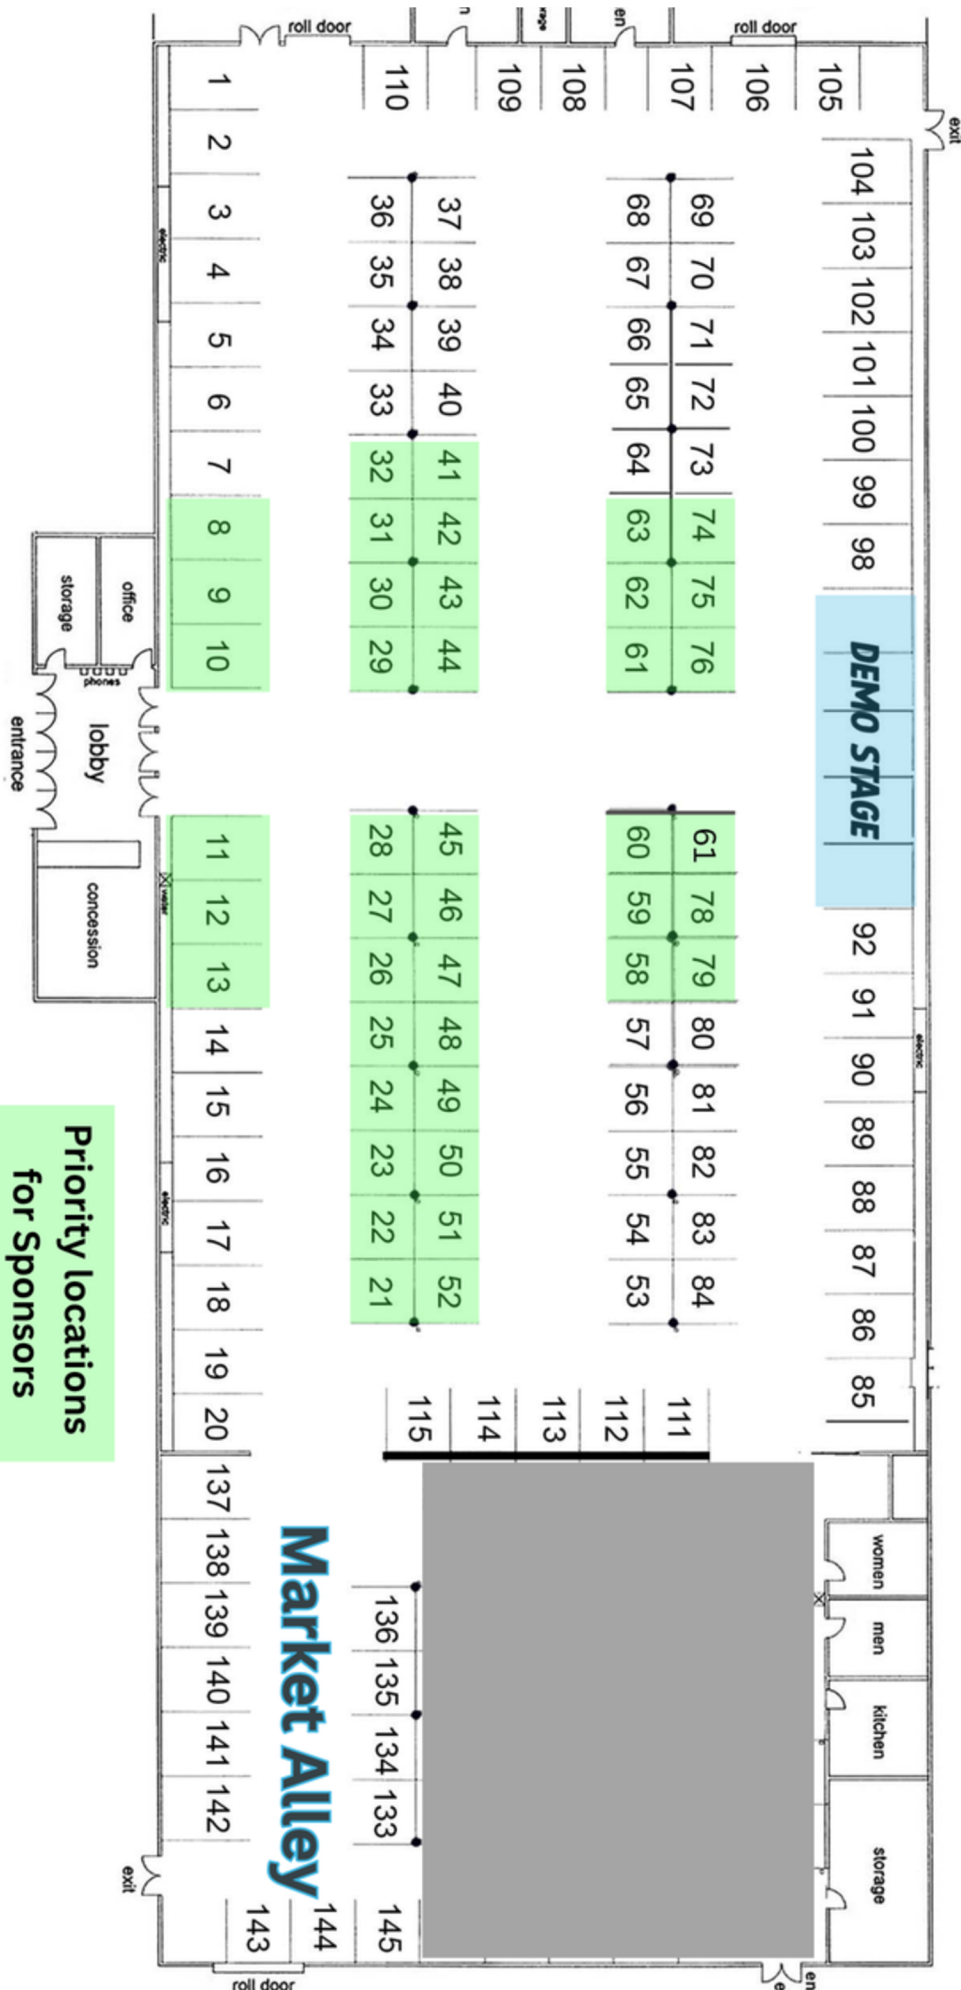 exit
electric
women men kitchen storage
104 103 102 101 100 99 98 DEMO STAGE 92 91 90 89 88 87 86 85
105
roll door
106
107
69 70 71 72 73 74 75 76 61 78 79 80 81 82 83 84
68 67 66 65 64 63 62 61 60 59 58 57 56 55 54 53
111
112
113
114
115
108
109
110
37 38 39 40 41 42 43 44 45 46 47 48 49 50 51 52
36 35 34 33 32 31 30 29 28 27 26 25 24 23 22 21
136 135 134 133
145
144
143
Market Alley
roll door
roll door
1 2 3 4 5 6 7 8 9 10 11 12 13 14 15 16 17 18 19 20 137 138 139 140 141 142
electric
water
electric
exit
office
storage
phones
lobby
concession
entrance
Priority locations
for Sponsors